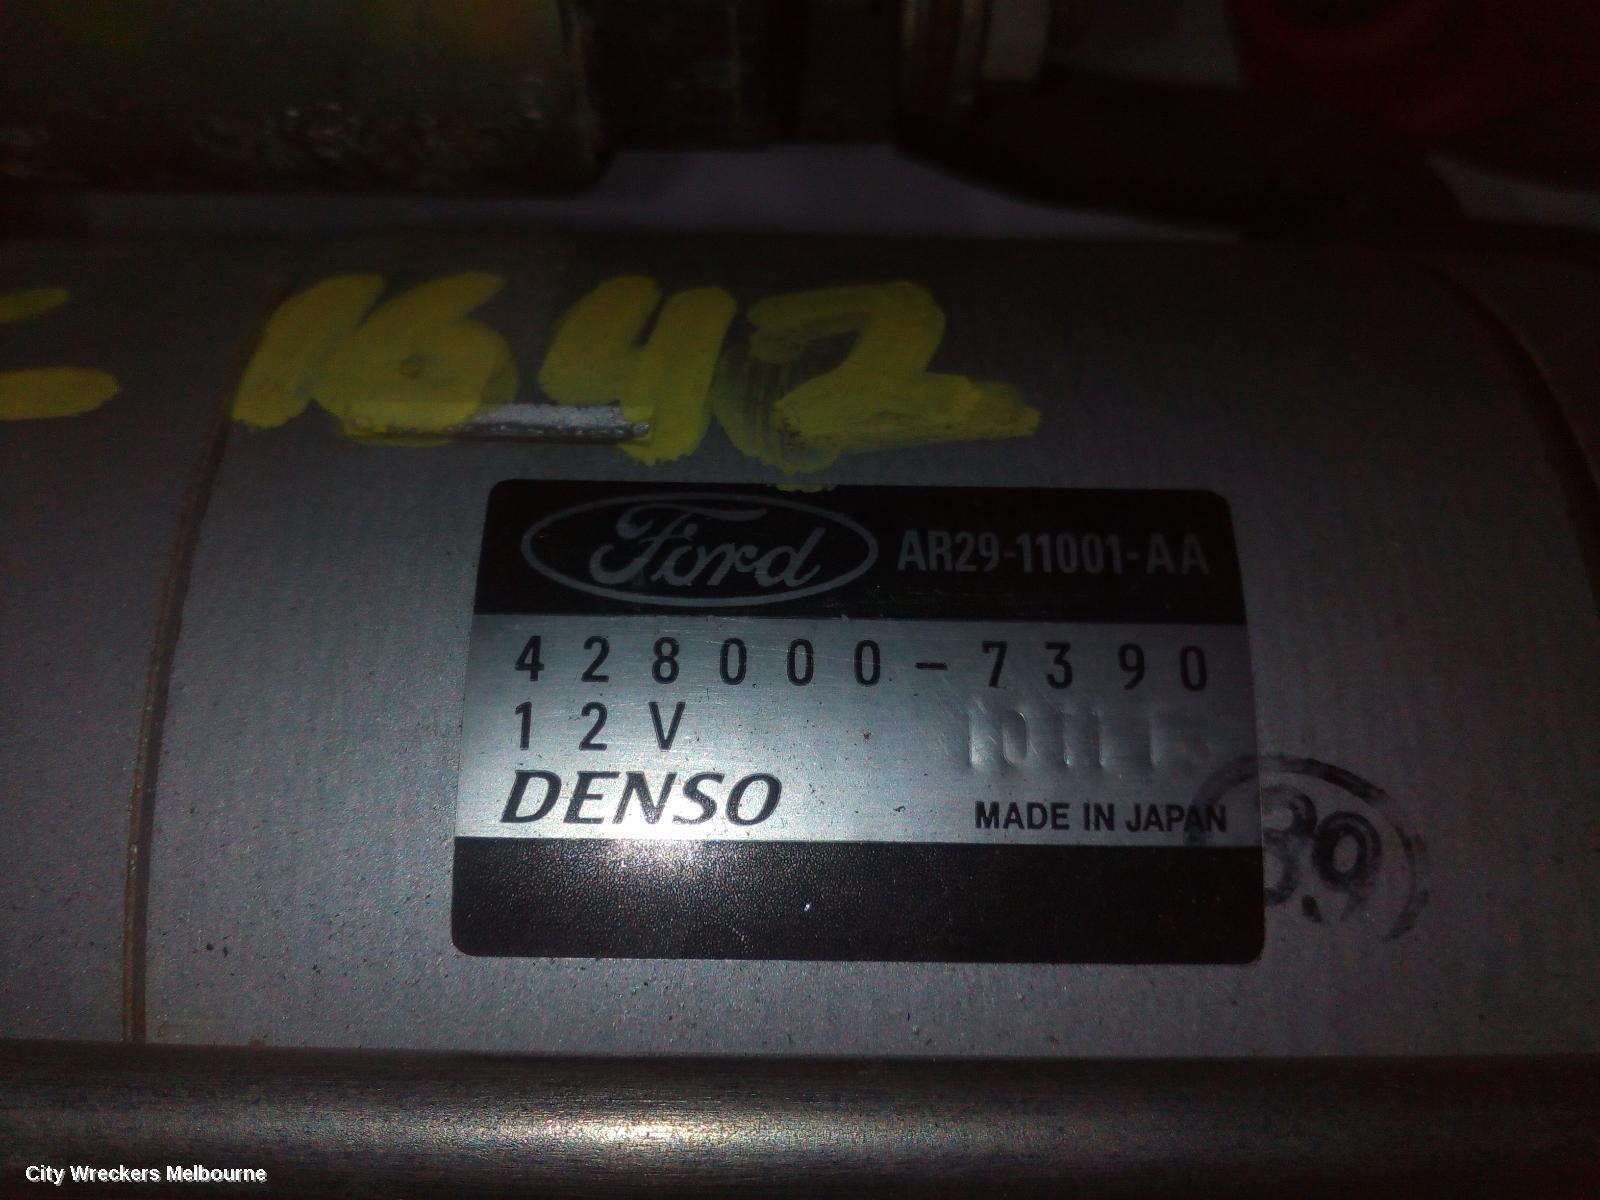 1642
Ford AR29-11001-AA
428000-7390
12V
DENSO
MADE IN JAPAN
City Wreckers Melbourne